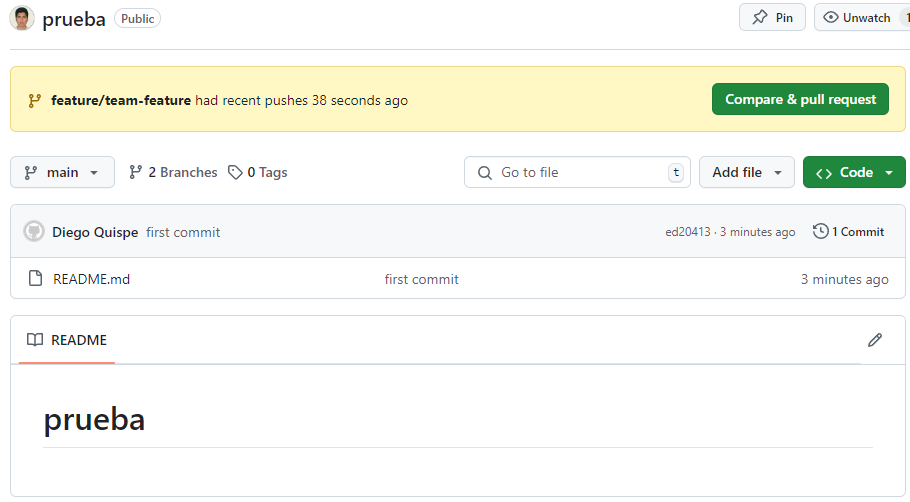 prueba Public Pin Unwatch 1
feature/team-feature had recent pushes 38 seconds ago Compare & pull request
main 2 Branches 0 Tags Go to file t Add file <> Code
Diego Quispe first commit ed20413 · 3 minutes ago 1 Commit
README.md first commit 3 minutes ago
README
prueba